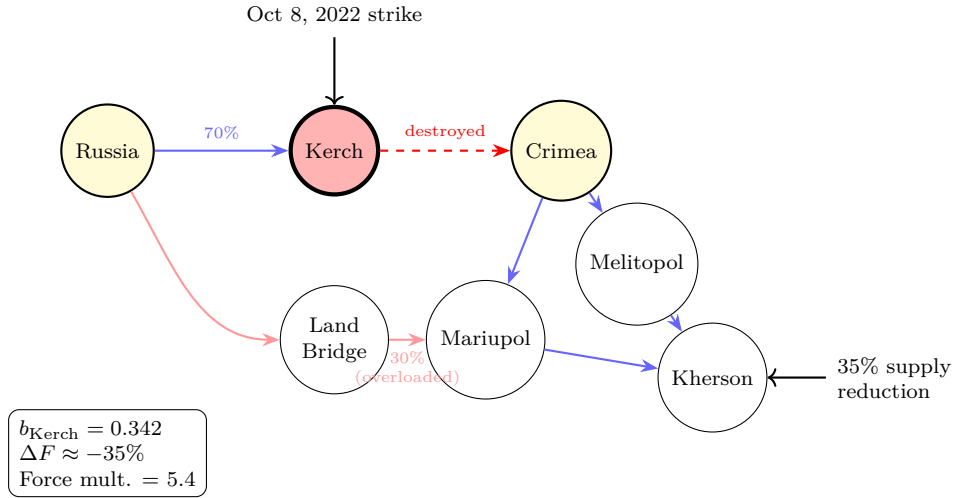 Oct 8, 2022 strike
Russia
70%
Kerch
destroyed
Crimea
Melitopol
Land
Bridge
30%
(overloaded)
Mariupol
Kherson
35% supply
reduction
b_Kerch = 0.342
ΔF ≈ −35%
Force mult. = 5.4